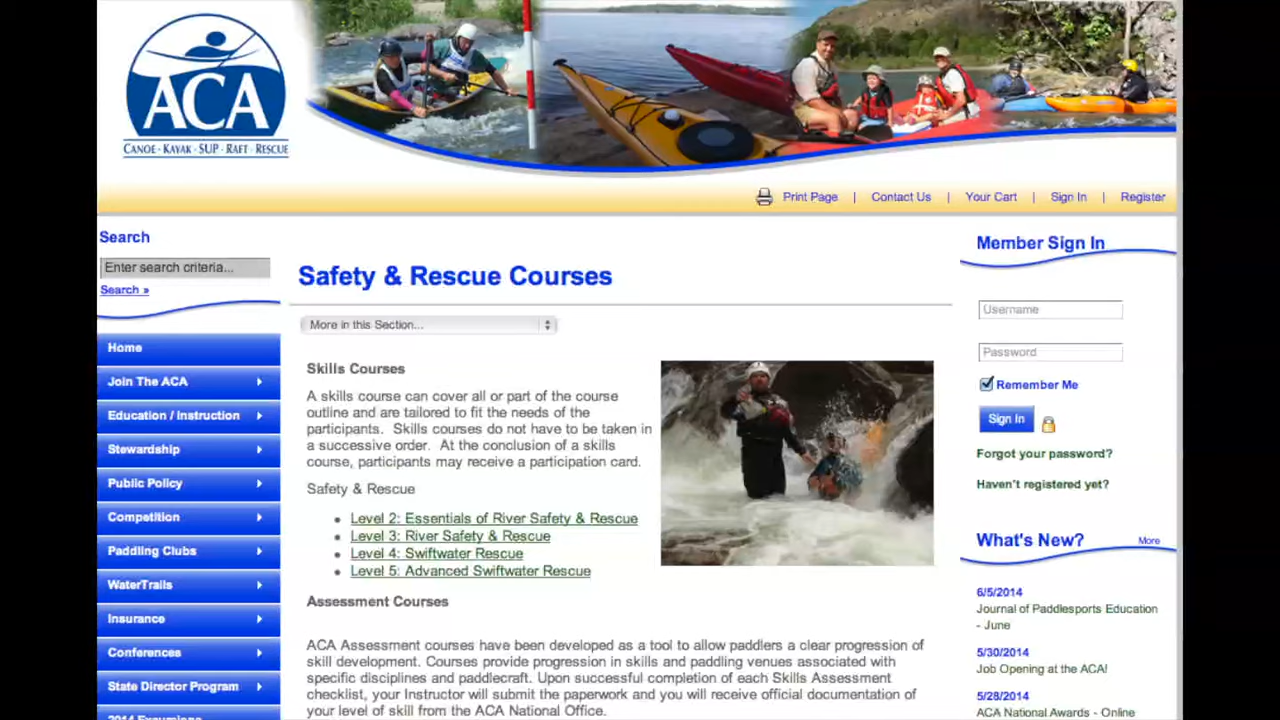 ACA
CANOE - KAYAK - SUP - RAFT - RESCUE
Print Page | Contact Us | Your Cart | Sign In | Register
Search
Enter search criteria...
Search »
Home
Join The ACA
Education / Instruction
Stewardship
Public Policy
Competition
Paddling Clubs
WaterTrails
Insurance
Conferences
State Director Program
2014 Excursions
Safety & Rescue Courses
More in this Section...
Skills Courses
A skills course can cover all or part of the course
outline and are tailored to fit the needs of the
participants. Skills courses do not have to be taken in
a successive order. At the conclusion of a skills
course, participants may receive a participation card.
Safety & Rescue
Level 2: Essentials of River Safety & Rescue
Level 3: River Safety & Rescue
Level 4: Swiftwater Rescue
Level 5: Advanced Swiftwater Rescue
Assessment Courses
ACA Assessment courses have been developed as a tool to allow paddlers a clear progression of
skill development. Courses provide progression in skills and paddling venues associated with
specific disciplines and paddlecraft. Upon successful completion of each Skills Assessment
checklist, your Instructor will submit the paperwork and you will receive official documentation of
your level of skill from the ACA National Office.
Member Sign In
Username
Password
Remember Me
Sign In
Forgot your password?
Haven't registered yet?
What's New? More
6/5/2014
Journal of Paddlesports Education
- June
5/30/2014
Job Opening at the ACA!
5/28/2014
ACA National Awards - Online